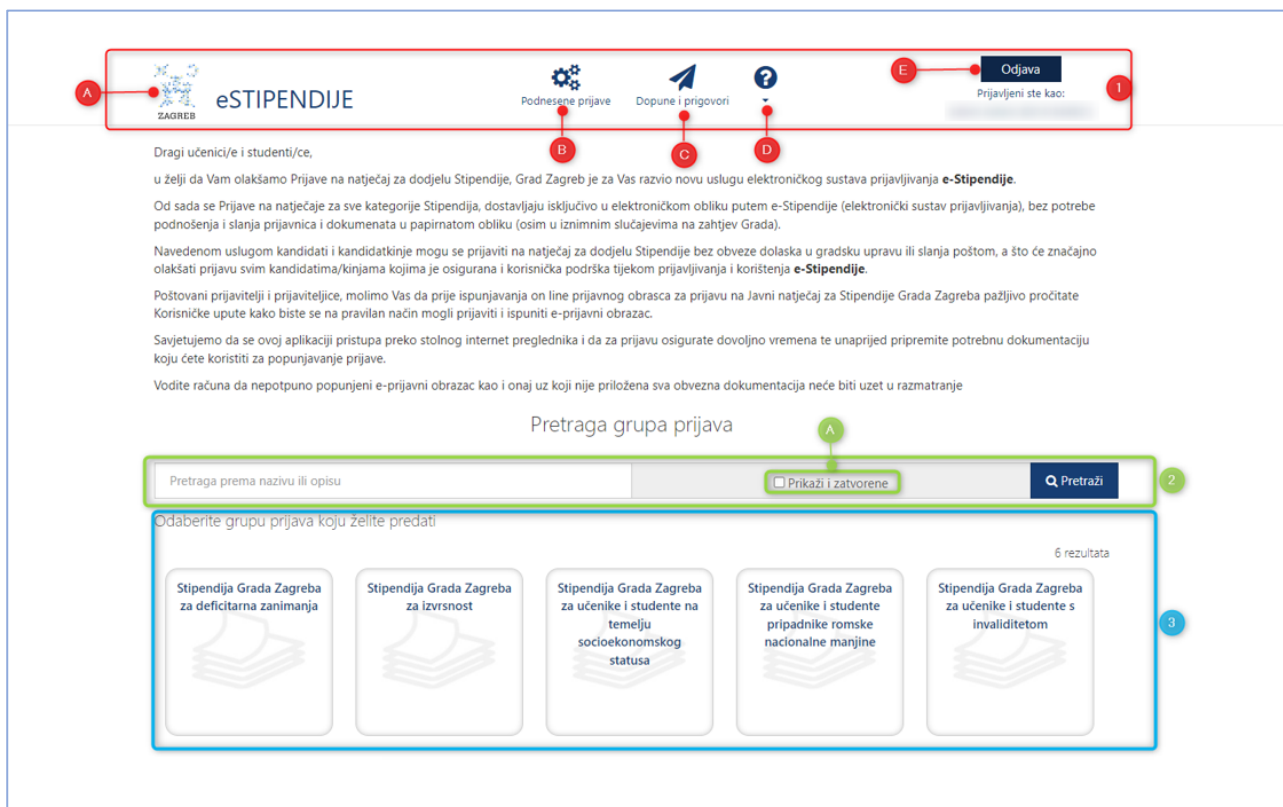 ZAGREB
eSTIPENDIJE
Podnesene prijave
Dopune i prigovori
Odjava
Prijavljeni ste kao:
A
B
C
D
E
1
Dragi učenici/e i studenti/ce,
u želji da Vam olakšamo Prijave na natječaj za dodjelu Stipendije, Grad Zagreb je za Vas razvio novu uslugu elektroničkog sustava prijavljivanja e-Stipendije.
Od sada se Prijave na natječaje za sve kategorije Stipendija, dostavljaju isključivo u elektroničkom obliku putem e-Stipendije (elektronički sustav prijavljivanja), bez potrebe
podnošenja i slanja prijavnica i dokumenata u papirnatom obliku (osim u iznimnim slučajevima na zahtjev Grada).
Navedenom uslugom kandidati i kandidatkinje mogu se prijaviti na natječaj za dodjelu Stipendije bez obveze dolaska u gradsku upravu ili slanja poštom, a što će značajno
olakšati prijavu svim kandidatima/kinjama kojima je osigurana i korisnička podrška tijekom prijavljivanja i korištenja e-Stipendije.
Poštovani prijavitelji i prijaviteljice, molimo Vas da prije ispunjavanja on line prijavnog obrasca za prijavu na Javni natječaj za Stipendije Grada Zagreba pažljivo pročitate
Korisničke upute kako biste se na pravilan način mogli prijaviti i ispuniti e-prijavni obrazac.
Savjetujemo da se ovoj aplikaciji pristupa preko stolnog internet preglednika i da za prijavu osigurate dovoljno vremena te unaprijed pripremite potrebnu dokumentaciju
koju ćete koristiti za popunjavanje prijave.
Vodite računa da nepotpuno popunjeni e-prijavni obrazac kao i onaj uz koji nije priložena sva obvezna dokumentacija neće biti uzet u razmatranje
Pretraga grupa prijava
A
Pretraga prema nazivu ili opisu
Prikaži i zatvorene
Pretraži
2
Odaberite grupu prijava koju želite predati
6 rezultata
Stipendija Grada Zagreba
za deficitarna zanimanja
Stipendija Grada Zagreba
za izvrsnost
Stipendija Grada Zagreba
za učenike i studente na
temelju
socioekonomskog
statusa
Stipendija Grada Zagreba
za učenike i studente
pripadnike romske
nacionalne manjine
Stipendija Grada Zagreba
za učenike i studente s
invaliditetom
3